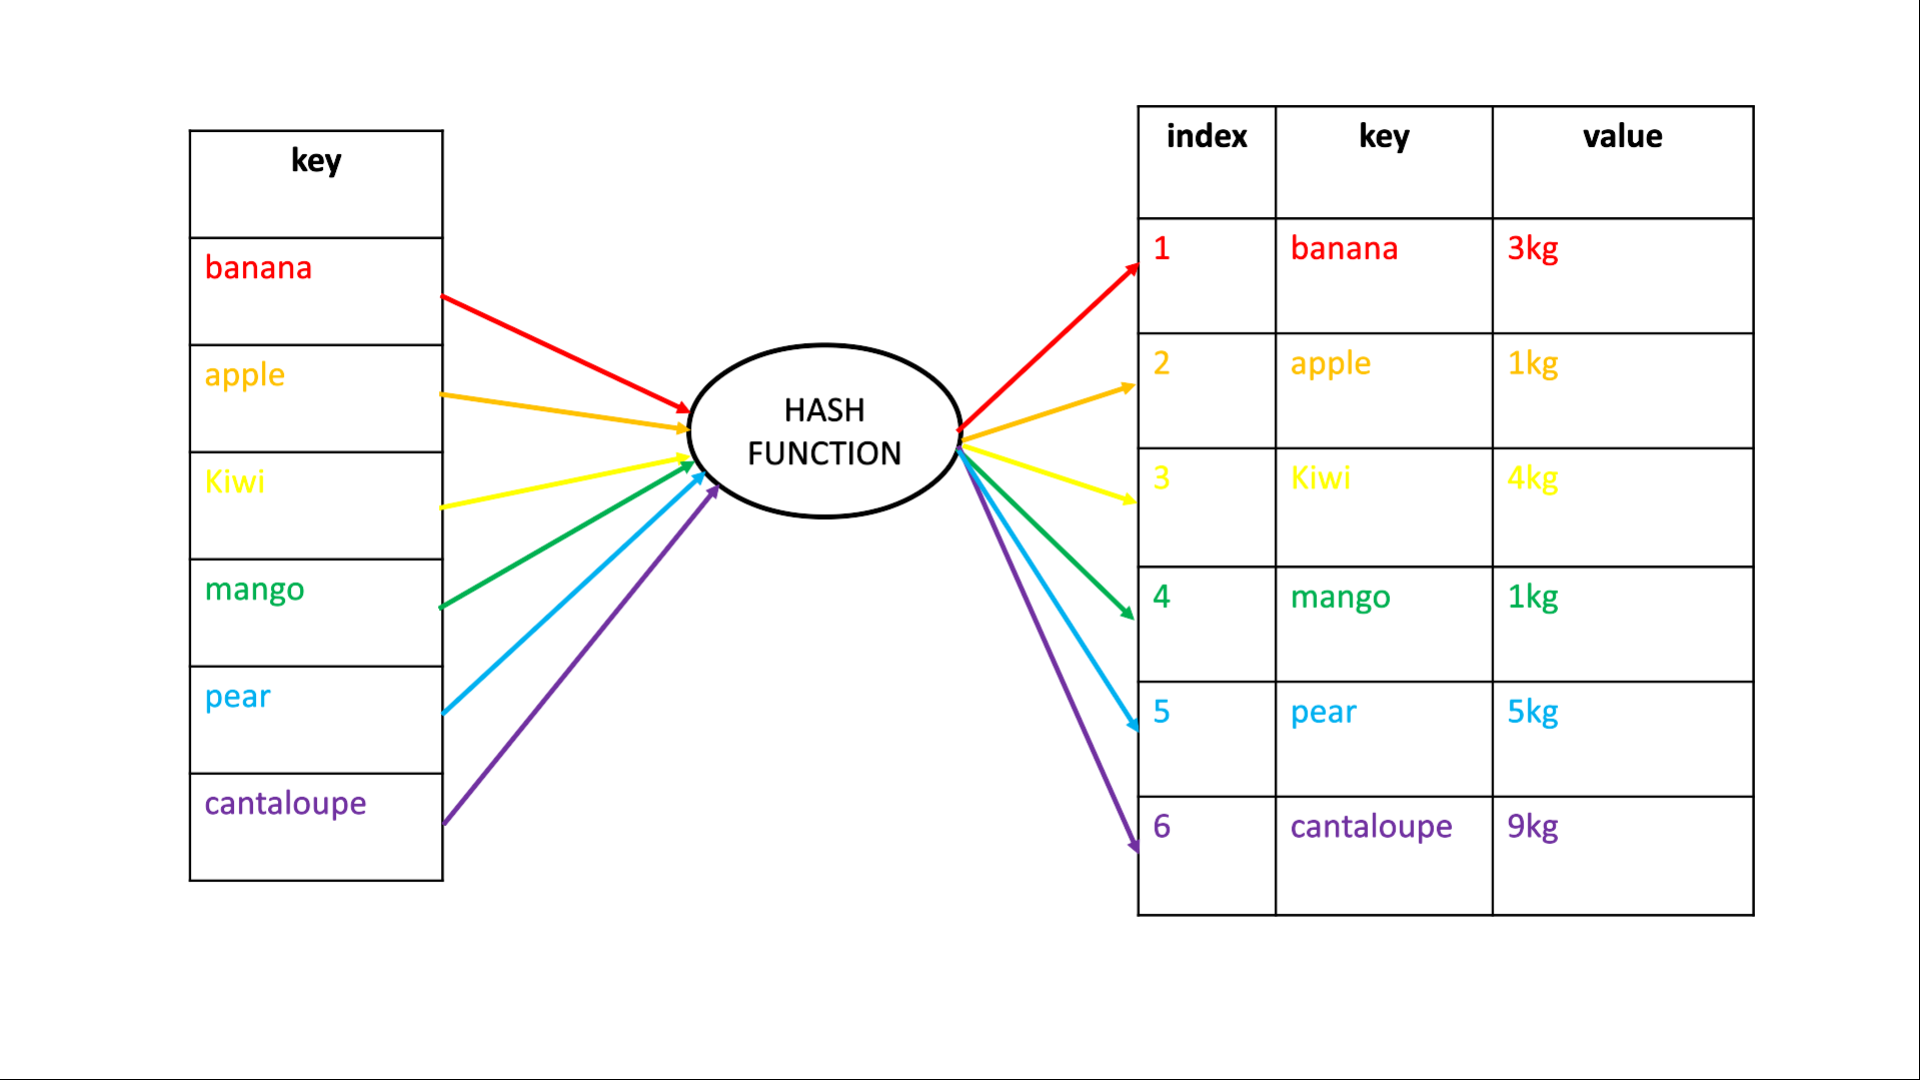 key
banana
apple
Kiwi
mango
pear
cantaloupe
HASH
FUNCTION
index key value
1 banana 3kg
2 apple 1kg
3 Kiwi 4kg
4 mango 1kg
5 pear 5kg
6 cantaloupe 9kg